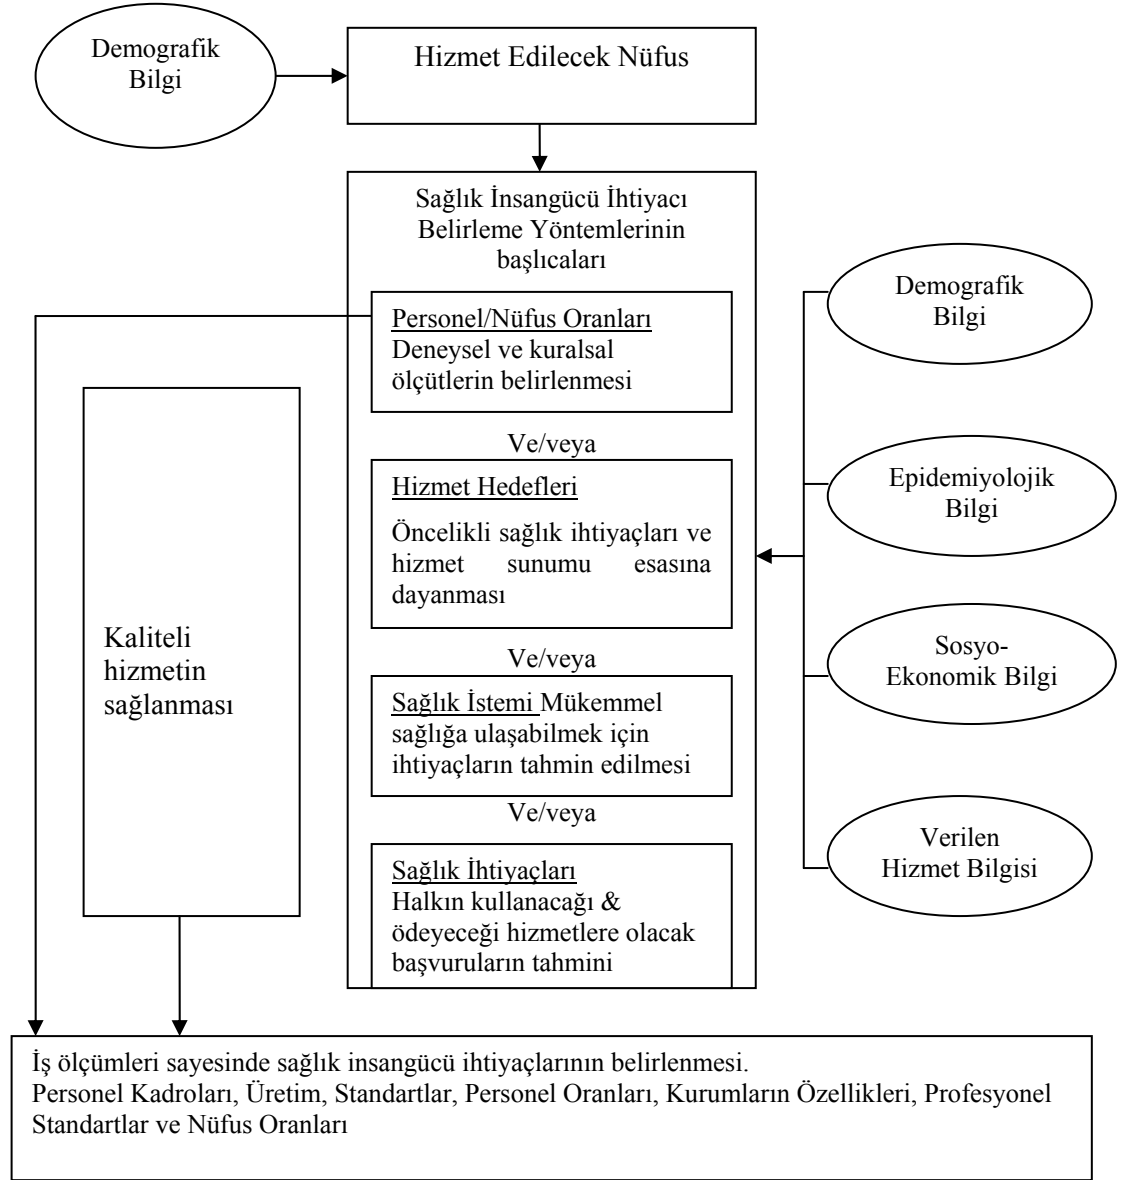 Demografik
Bilgi
Hizmet Edilecek Nüfus
Sağlık İnsangücü İhtiyacı
Belirleme Yöntemlerinin
başlıcaları
Personel/Nüfus Oranları
Deneysel ve kuralsal
ölçütlerin belirlenmesi
Ve/veya
Hizmet Hedefleri
Öncelikli sağlık ihtiyaçları ve
hizmet sunumu esasına
dayanması
Ve/veya
Sağlık İstemi Mükemmel
sağlığa ulaşabilmek için
ihtiyaçların tahmin edilmesi
Ve/veya
Sağlık İhtiyaçları
Halkın kullanacağı &
ödeyeceği hizmetlere olacak
başvuruların tahmini
Demografik
Bilgi
Epidemiyolojik
Bilgi
Sosyo-
Ekonomik Bilgi
Verilen
Hizmet Bilgisi
Kaliteli
hizmetin
sağlanması
İş ölçümleri sayesinde sağlık insangücü ihtiyaçlarının belirlenmesi.
Personel Kadroları, Üretim, Standartlar, Personel Oranları, Kurumların Özellikleri, Profesyonel
Standartlar ve Nüfus Oranları